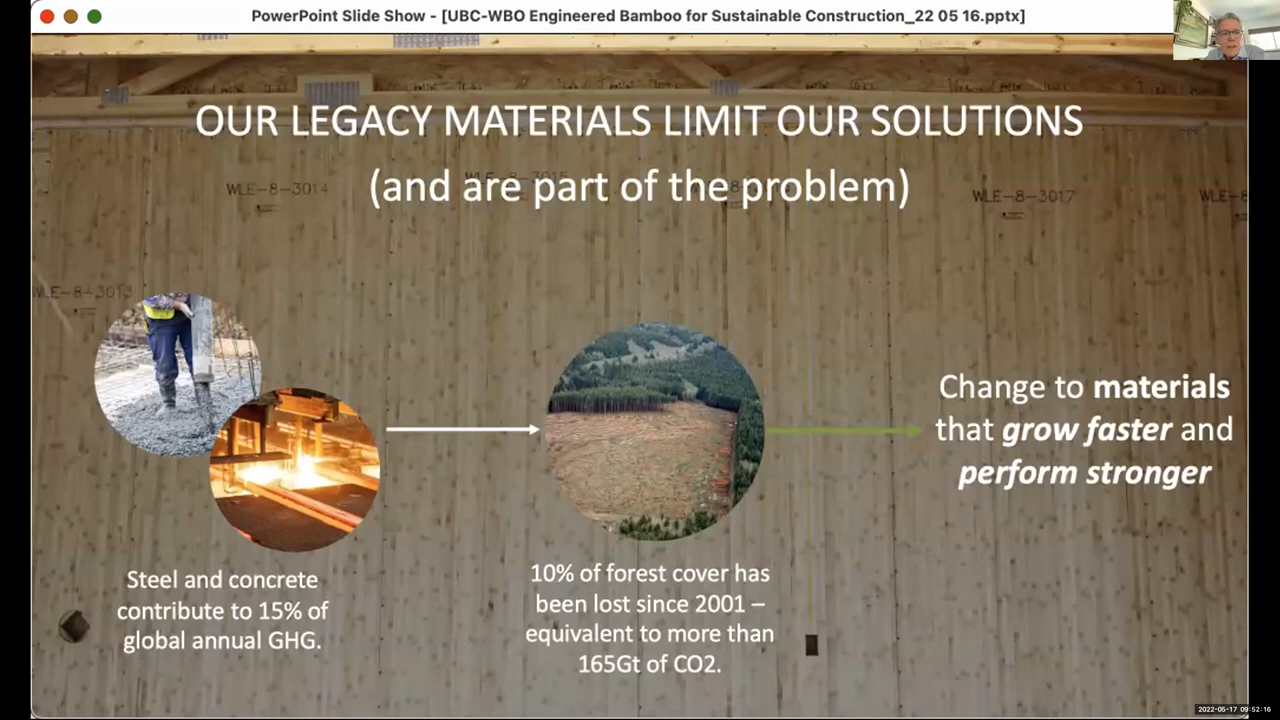 PowerPoint Slide Show - [UBC-WBO Engineered Bamboo for Sustainable Construction_22 05 16.pptx]
OUR LEGACY MATERIALS LIMIT OUR SOLUTIONS
(and are part of the problem)
WLE-8-3014
WLE-8-3017
WLE-8
WLE-8-3013
Change to materials
that grow faster and
perform stronger
Steel and concrete
contribute to 15% of
global annual GHG.
10% of forest cover has
been lost since 2001 –
equivalent to more than
165Gt of CO2.
2022-05-17 09:52:16